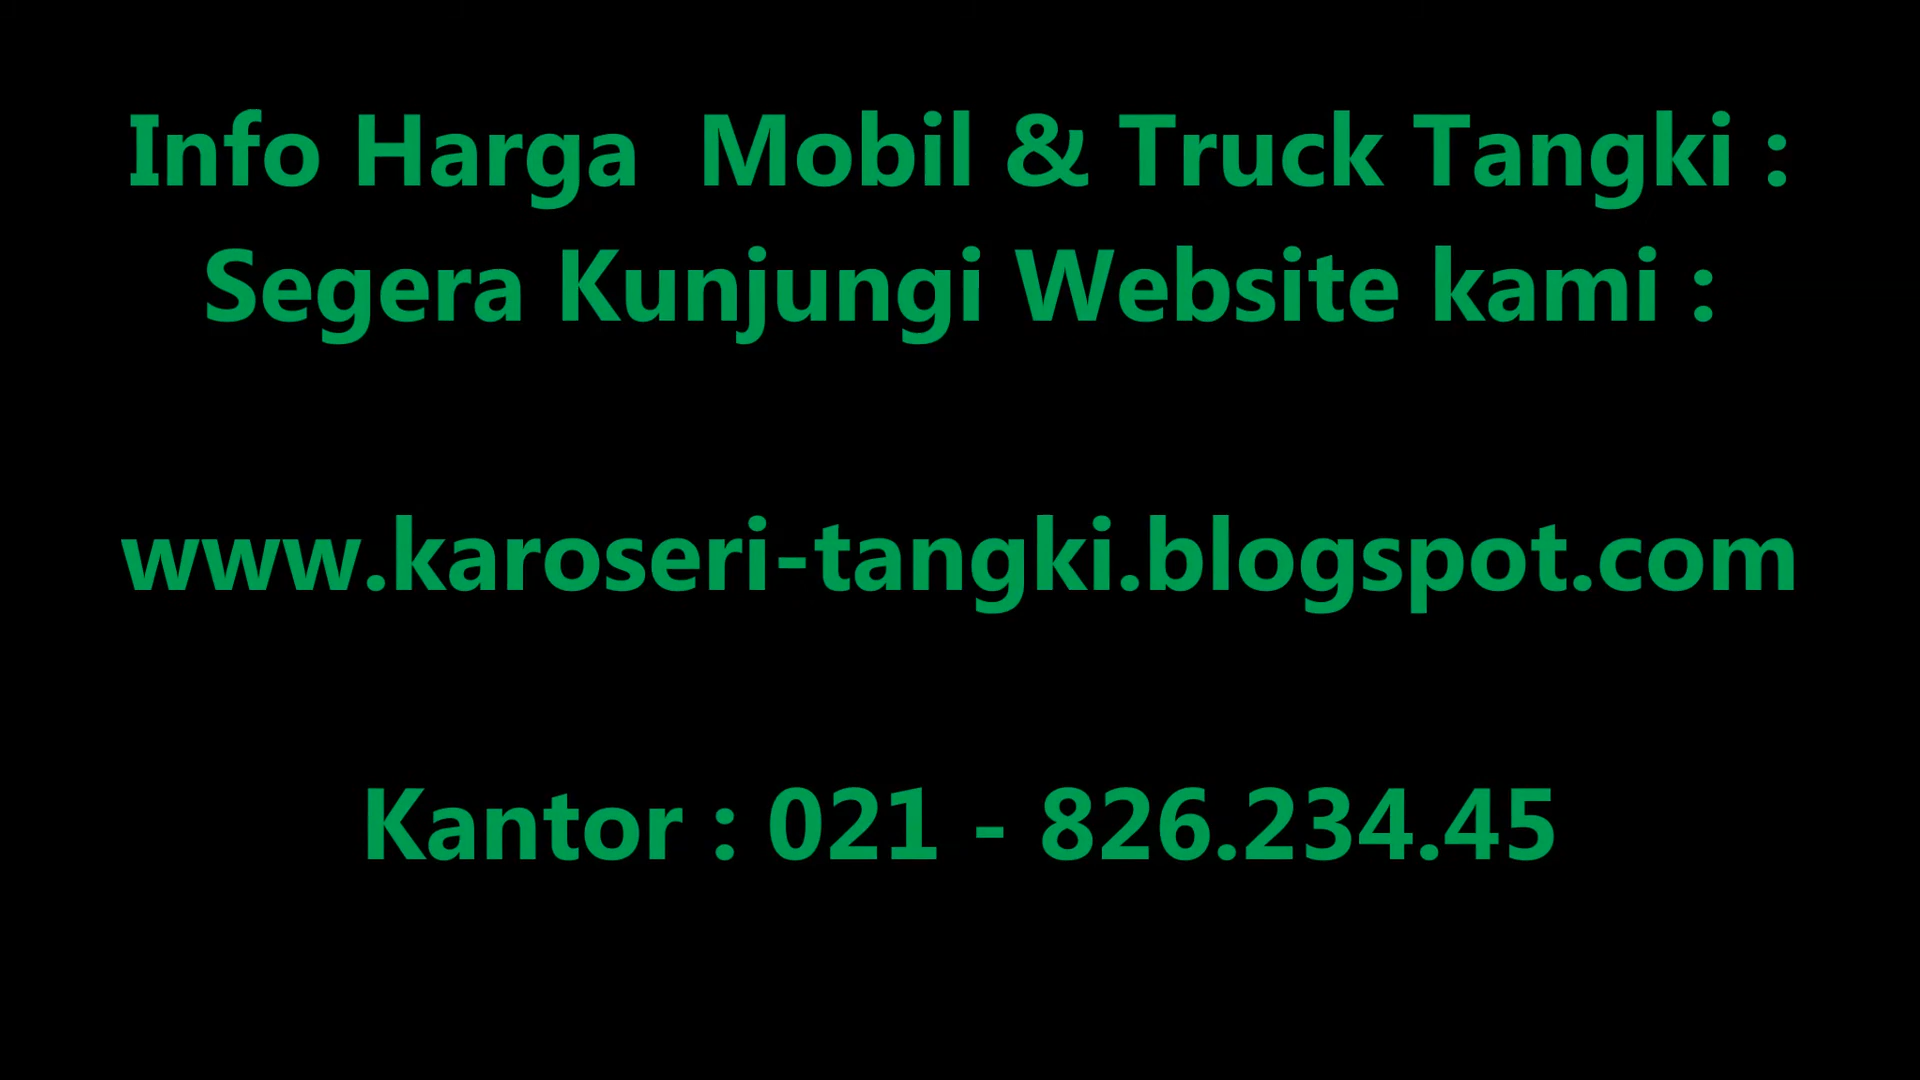 Info Harga  Mobil & Truck Tangki :
Segera Kunjungi Website kami :
www.karoseri-tangki.blogspot.com
Kantor : 021 - 826.234.45